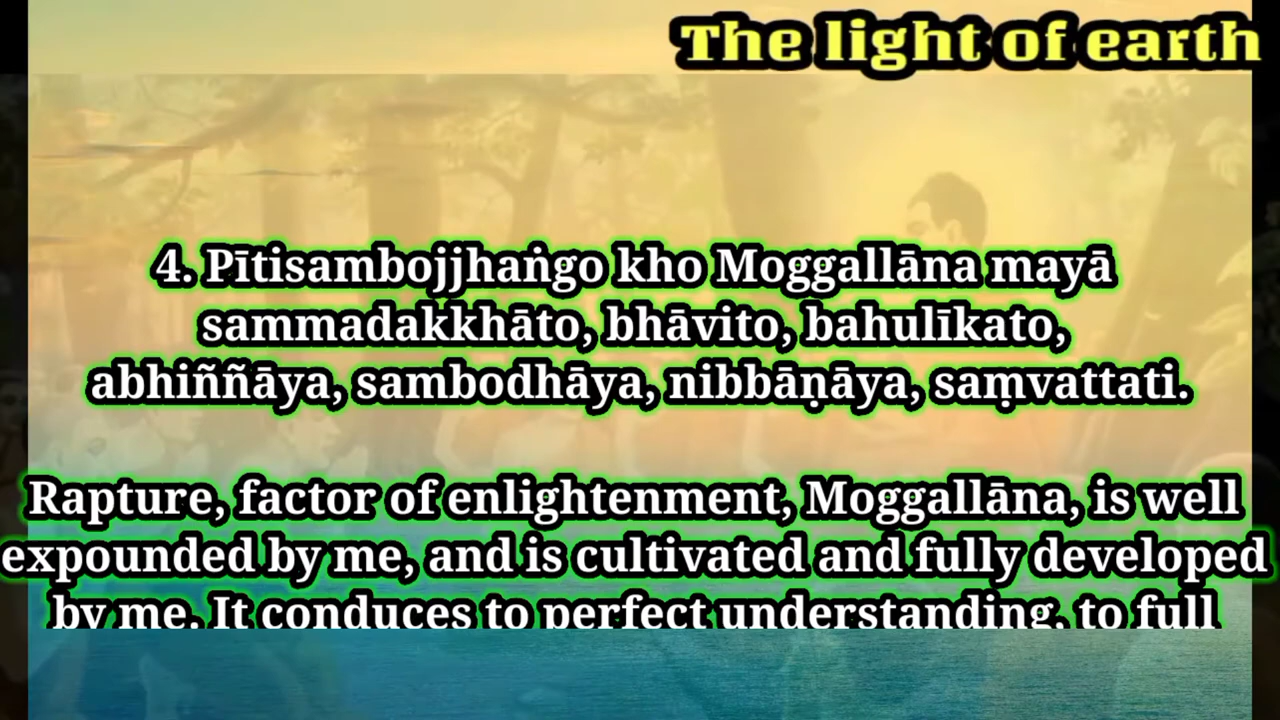 The light of earth
4. Pītisambojjhaṅgo kho Moggallāna mayā
sammadakkhāto, bhāvito, bahulīkato,
abhiññāya, sambodhāya, nibbāṇāya, saṃvattati.
Rapture, factor of enlightenment, Moggallāna, is well
expounded by me, and is cultivated and fully developed
by me. It conduces to perfect understanding, to full